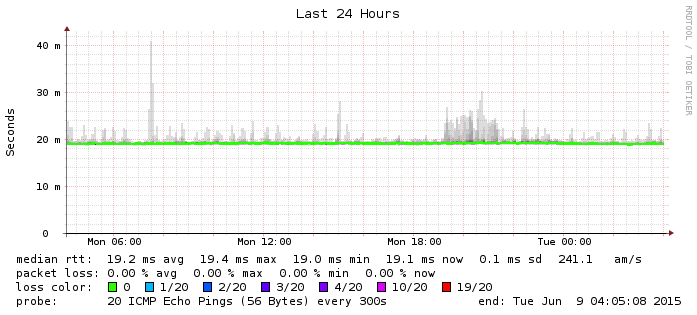 Last 24 Hours
RRDTOOL / TOBI OETIKER
Seconds
40 m
30 m
20 m
10 m
0
Mon 06:00 Mon 12:00 Mon 18:00 Tue 00:00
median rtt: 19.2 ms avg 19.4 ms max 19.0 ms min 19.1 ms now 0.1 ms sd 241.1 am/s
packet loss: 0.00 % avg 0.00 % max 0.00 % min 0.00 % now
loss color: 0 1/20 2/20 3/20 4/20 10/20 19/20
probe: 20 ICMP Echo Pings (56 Bytes) every 300s end: Tue Jun 9 04:05:08 2015